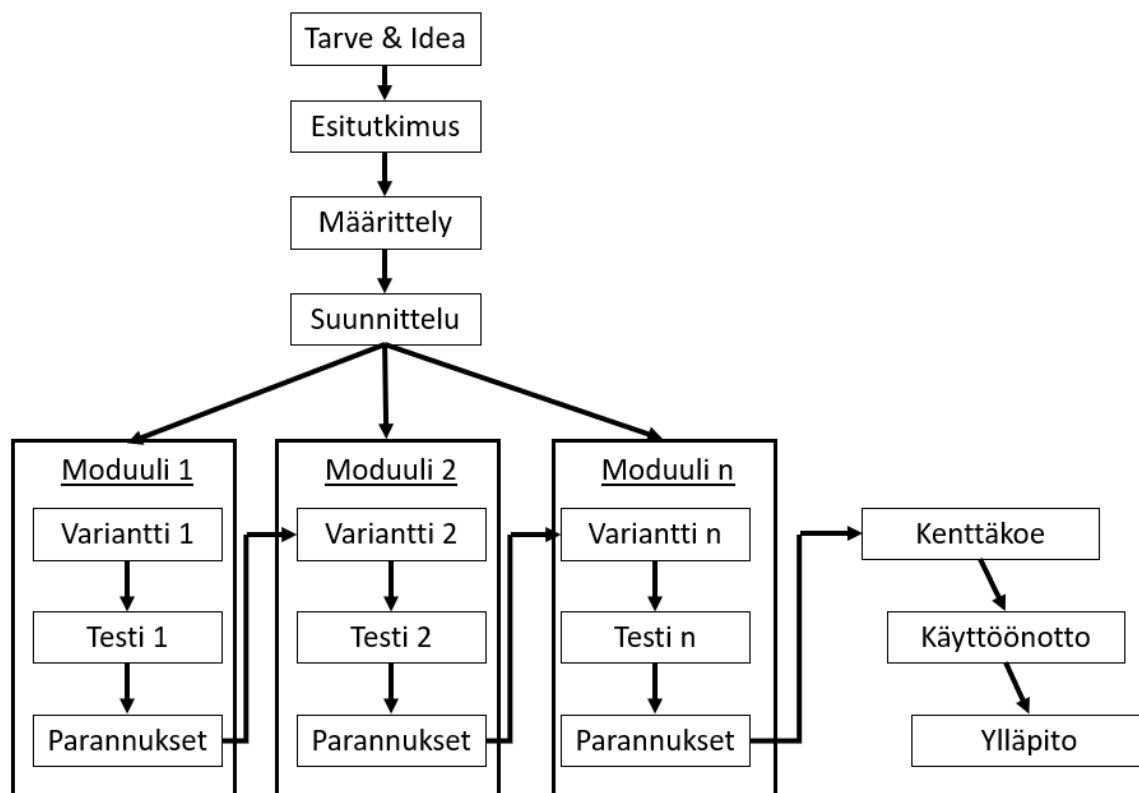 Tarve & Idea
Esitutkimus
Määrittely
Suunnittelu
Moduuli 1
Variantti 1
Testi 1
Parannukset
Moduuli 2
Variantti 2
Testi 2
Parannukset
Moduuli n
Variantti n
Testi n
Parannukset
Kenttäkoe
Käyttöönotto
Ylläpito